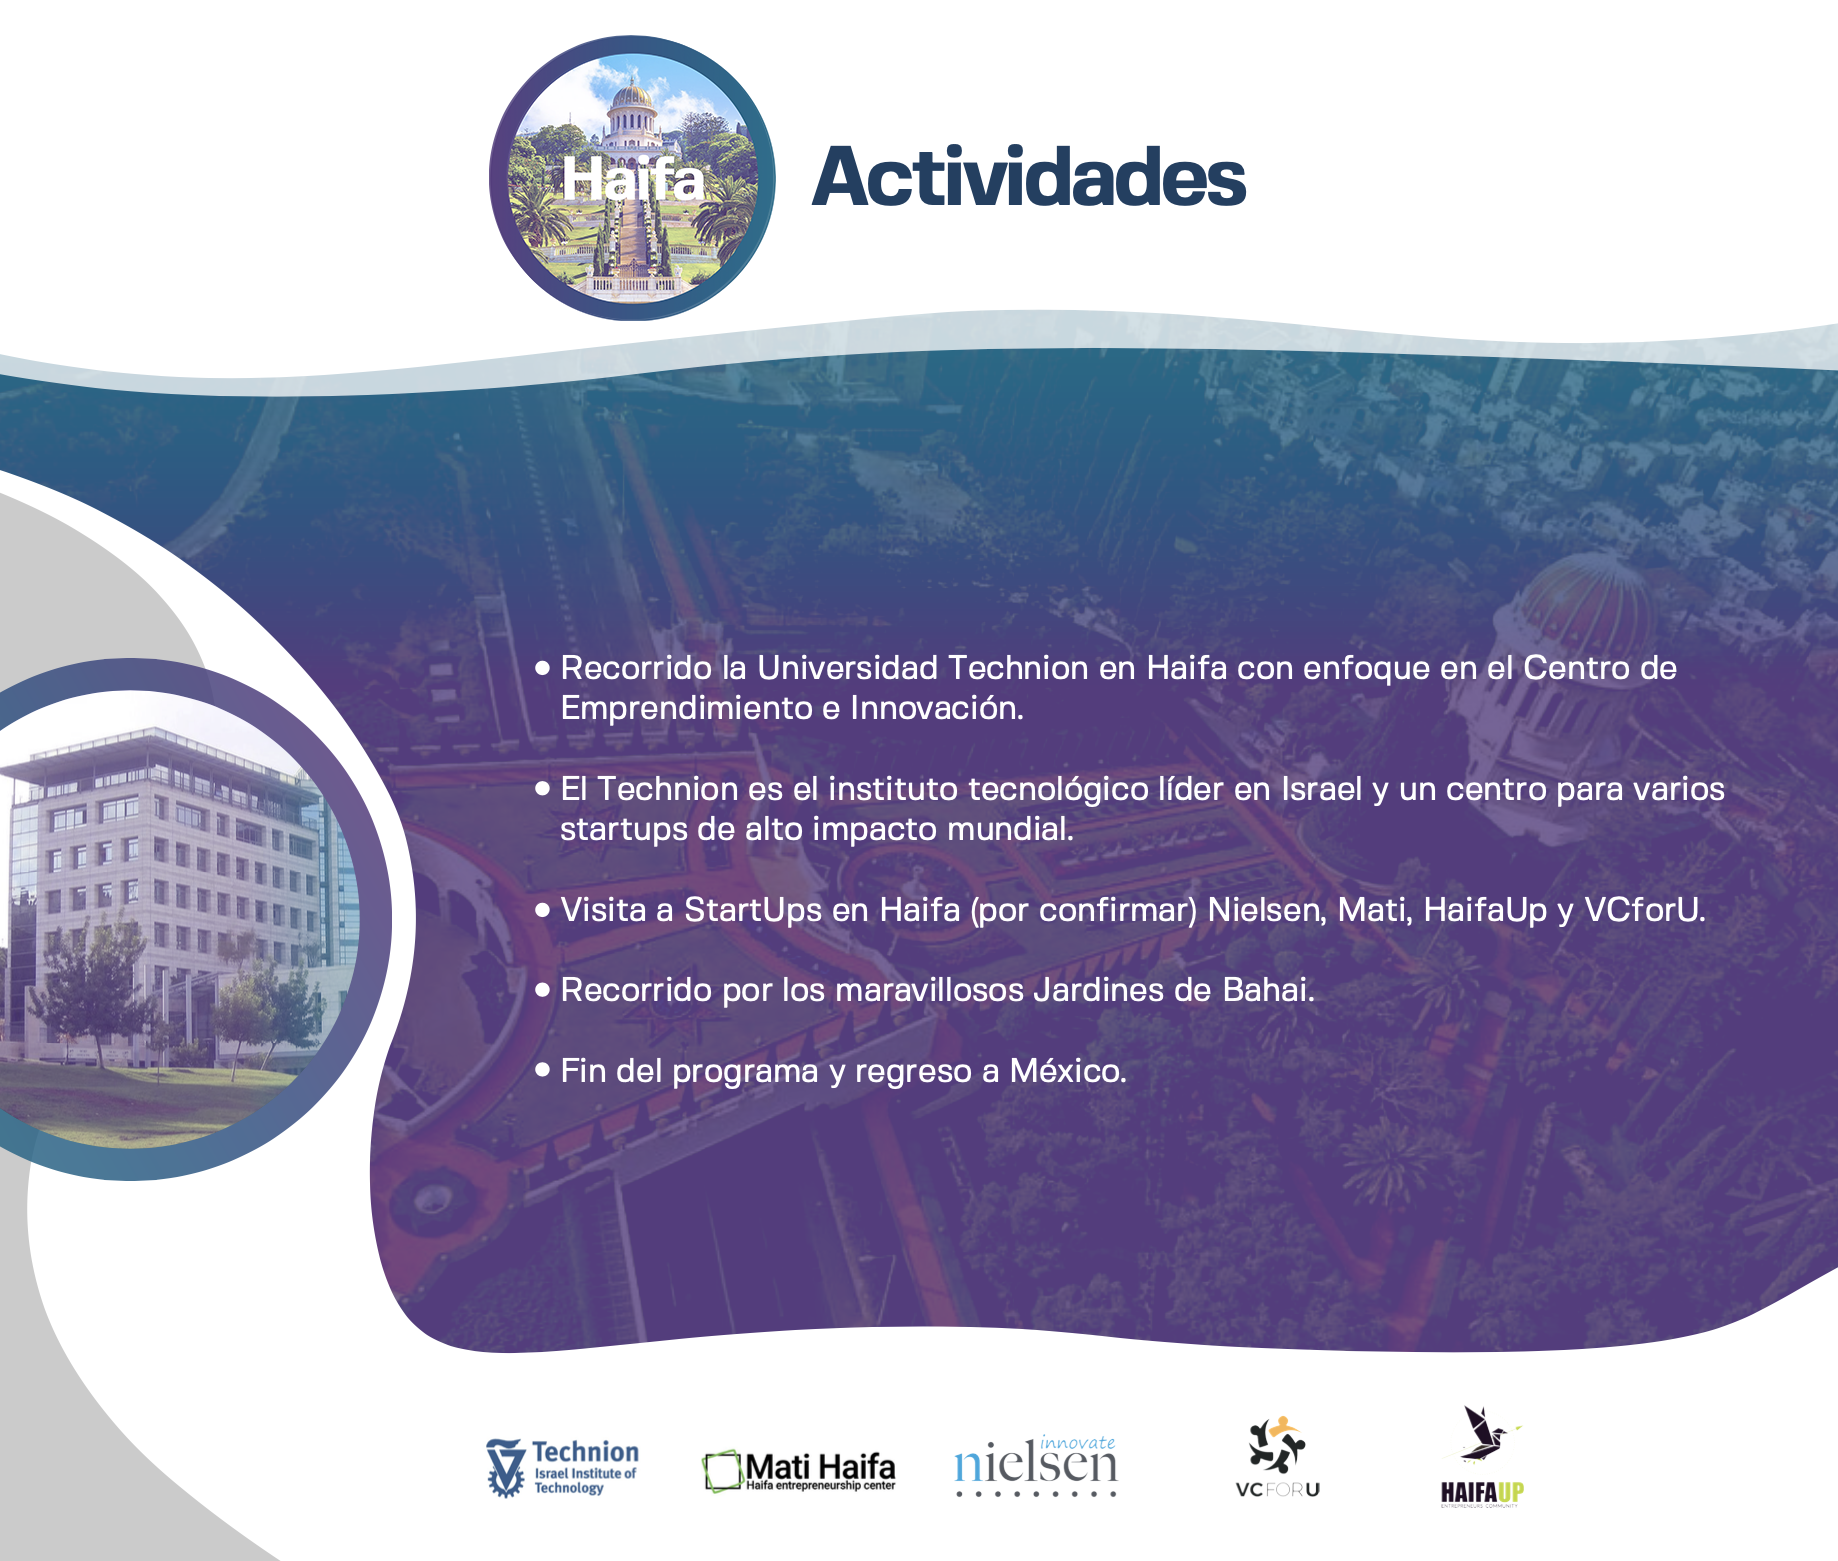 Haifa
Actividades
• Recorrido la Universidad Technion en Haifa con enfoque en el Centro de
Emprendimiento e Innovación.
• El Technion es el instituto tecnológico líder en Israel y un centro para varios
startups de alto impacto mundial.
• Visita a StartUps en Haifa (por confirmar) Nielsen, Mati, HaifaUp y VCforU.
• Recorrido por los maravillosos Jardines de Bahai.
• Fin del programa y regreso a México.
Technion
Israel Institute of
Technology
Mati Haifa
Haifa entrepreneurship center
innovate
nielsen
VCFORU
HAIFAUP
ENTREPRENEURS COMMUNITY